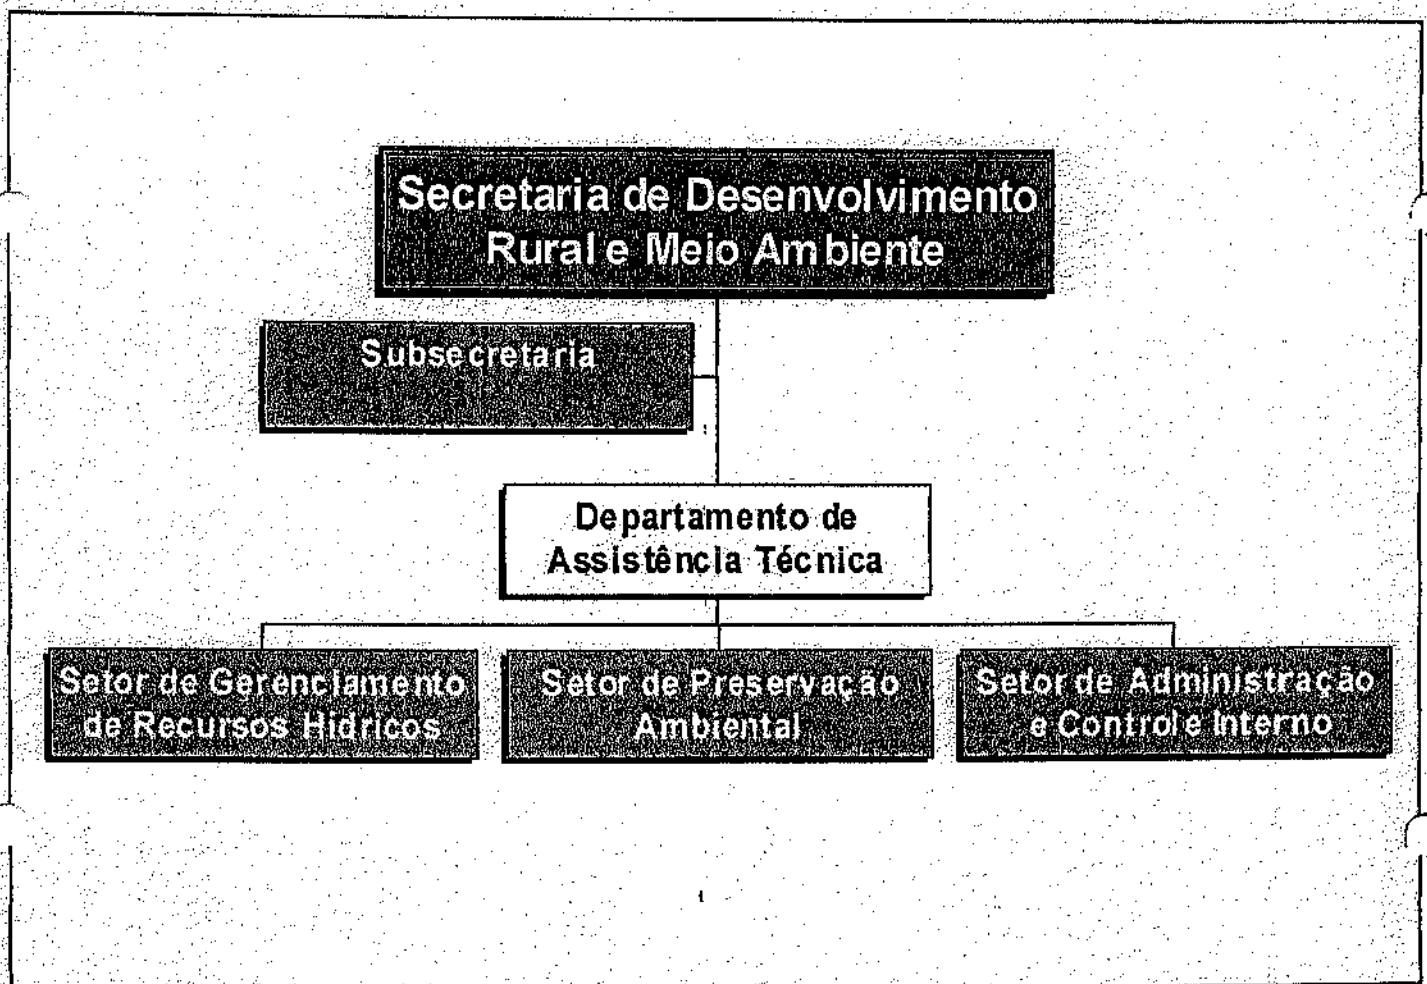 Secretaria de Desenvolvimento
Rural e Meio Ambiente
Subsecretaria
Departamento de
Assistência Técnica
Setor de Gerenciamento
de Recursos Hídricos
Setor de Preservação
Ambiental
Setor de Administração
e Controle Interno